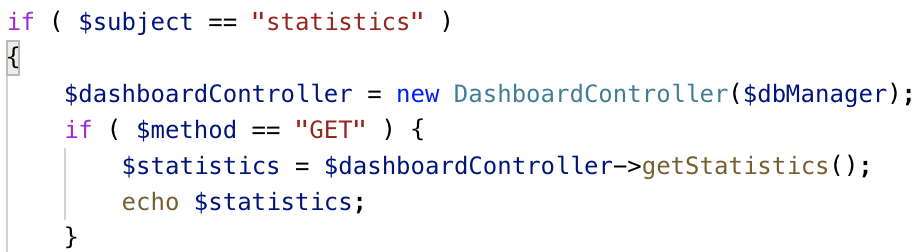 if ( $subject == "statistics" )
{
    $dashboardController = new DashboardController($dbManager);
    if ( $method == "GET" ) {
        $statistics = $dashboardController->getStatistics();
        echo $statistics;
    }